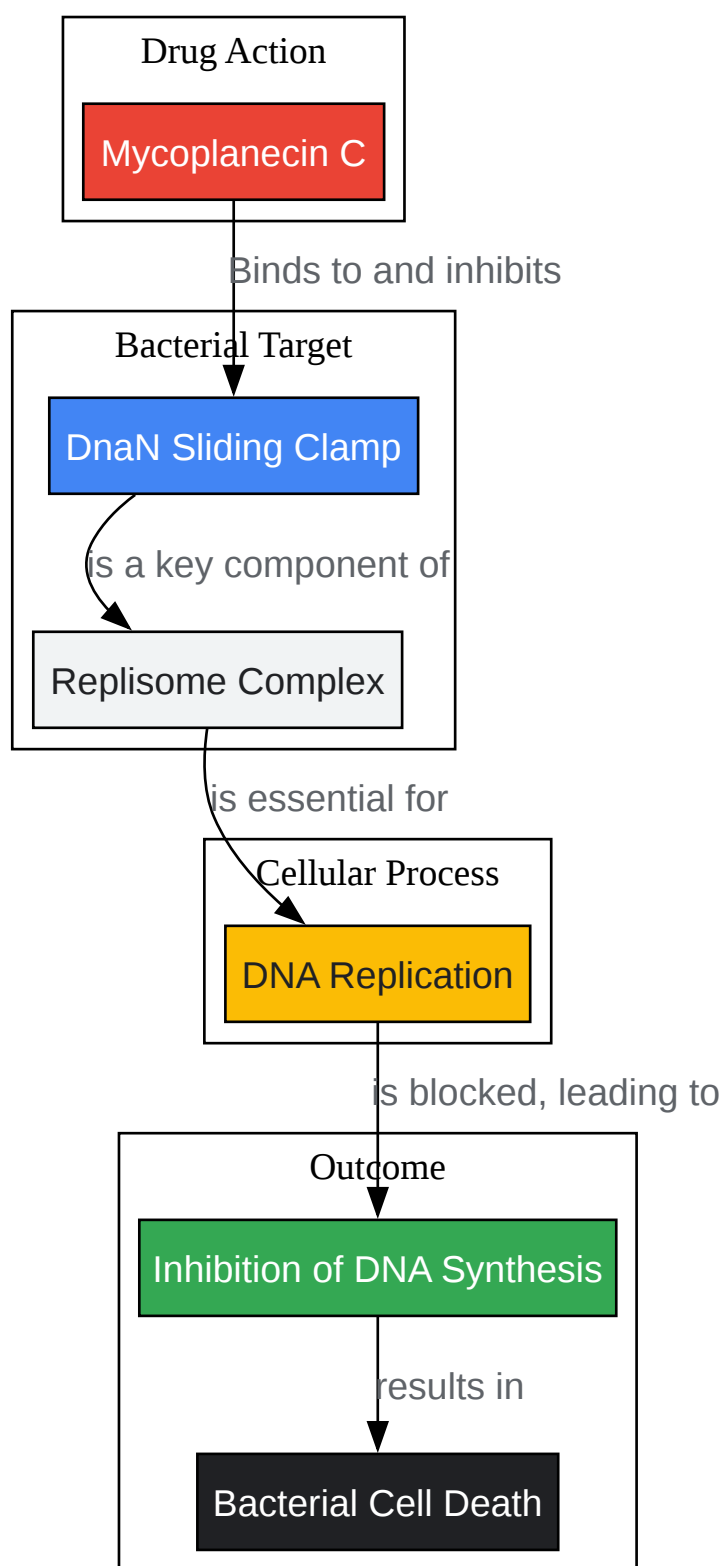 Drug Action
Mycoplanecin C
Binds to and inhibits
Bacterial Target
DnaN Sliding Clamp
is a key component of
Replisome Complex
is essential for
Cellular Process
DNA Replication
is blocked, leading to
Outcome
Inhibition of DNA Synthesis
results in
Bacterial Cell Death